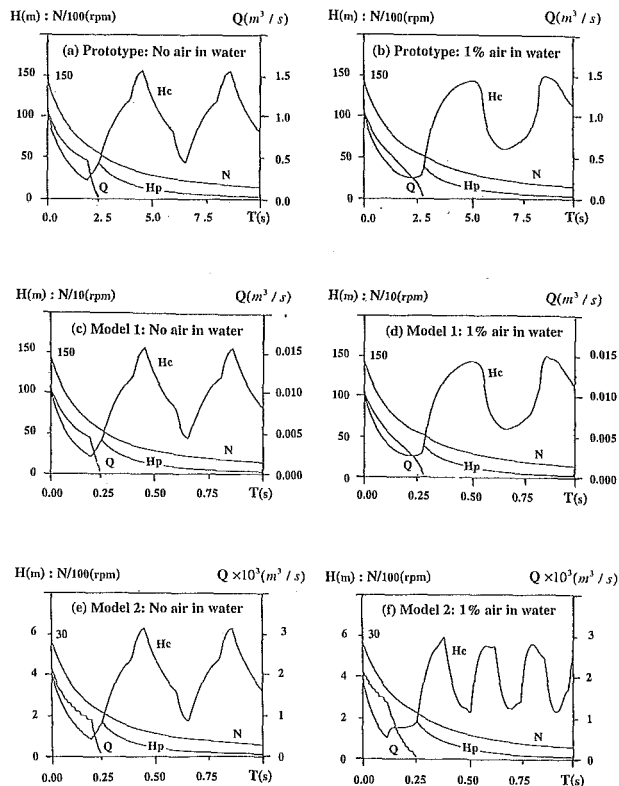 H(m) : N/100(rpm) Q(m³ / s)
(a) Prototype: No air in water
150
150 1.5
Hc
100 1.0
50 0.5
N
Q Hp
0 0.0
0.0 2.5 5.0 7.5 T(s)
H(m) : N/100(rpm) Q(m³ / s)
(b) Prototype: 1% air in water
150
150 1.5
Hc
100 1.0
50 0.5
N
Q Hp
0 0.0
0.0 2.5 5.0 7.5 T(s)
H(m) : N/10(rpm) Q(m³ / s)
(c) Model 1: No air in water
150
150 0.015
Hc
100 0.010
50 0.005
N
Q Hp
0 0.000
0.00 0.25 0.50 0.75 T(s)
H(m) : N/10(rpm) Q(m³ / s)
(d) Model 1: 1% air in water
150
150 0.015
Hc
100 0.010
50 0.005
N
Q Hp
0 0.000
0.00 0.25 0.50 0.75 T(s)
H(m) : N/100(rpm) Q ×10³(m³ / s)
(e) Model 2: No air in water
30
6 3
Hc
4 2
2 1
N
Q Hp
0 0
0.00 0.25 0.50 0.75 T(s)
H(m) : N/100(rpm) Q ×10³(m³ / s)
(f) Model 2: 1% air in water
30
6 3
Hc
4 2
2 1
N
Q Hp
0 0
0.00 0.25 0.50 0.75 T(s)